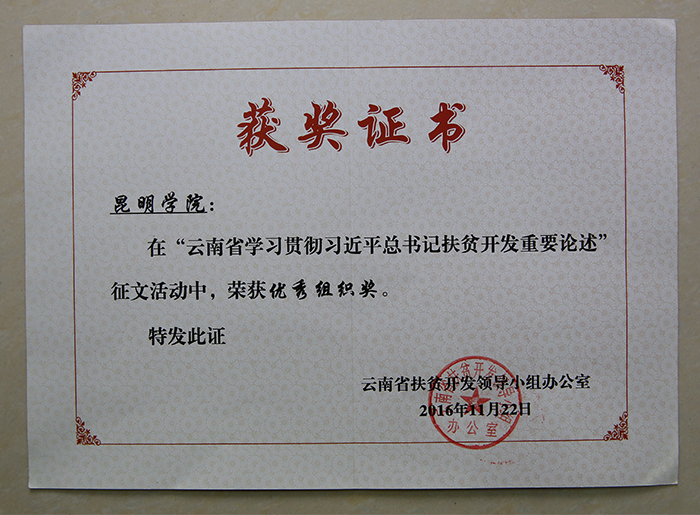 获奖证书
昆明学院：
在“云南省学习贯彻习近平总书记扶贫开发重要论述”
征文活动中，荣获优秀组织奖。
特发此证
云南省扶贫开发领导小组办公室
2016年11月22日
办公室